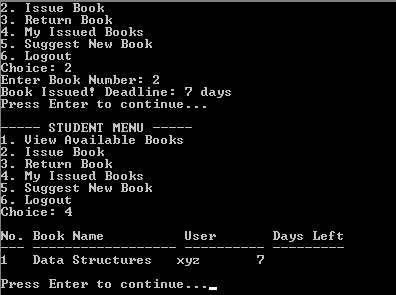 2. Issue Book
3. Return Book
4. My Issued Books
5. Suggest New Book
6. Logout
Choice: 2
Enter Book Number: 2
Book Issued! Deadline: 7 days
Press Enter to continue...
----- STUDENT MENU -----
1. View Available Books
2. Issue Book
3. Return Book
4. My Issued Books
5. Suggest New Book
6. Logout
Choice: 4
No. Book Name User Days Left
--- -------------------- ---------- ---------
1 Data Structures xyz 7
Press Enter to continue...